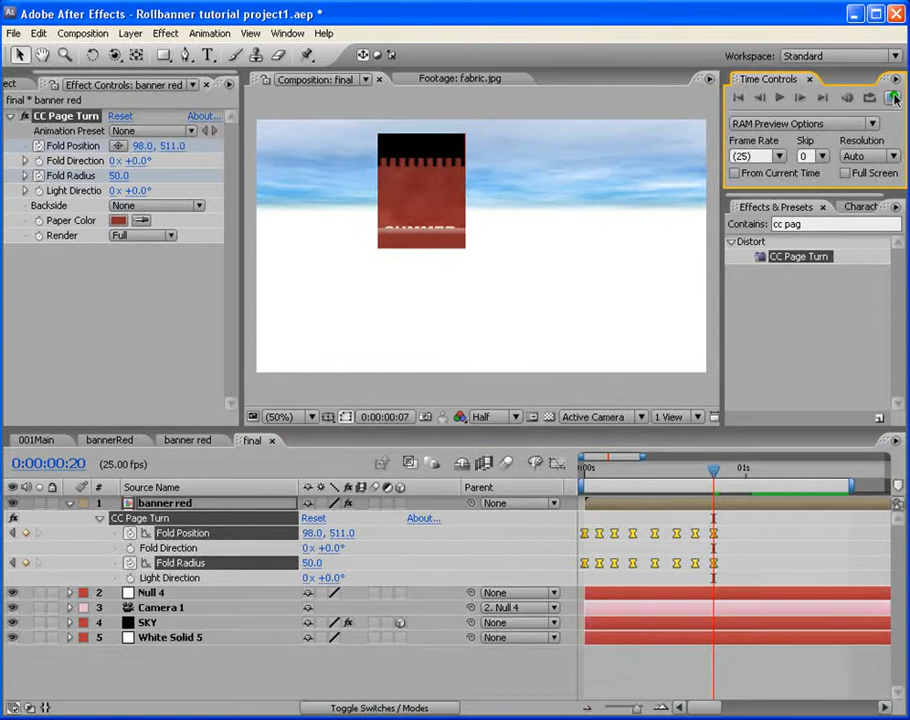 Adobe After Effects - Rollbanner tutorial project1.aep *
File Edit Composition Layer Effect Animation View Window Help
Workspace: Standard
Effect Controls: banner red
Composition: final
Footage: fabric.jpg
Time Controls
final * banner red
CC Page Turn Reset About...
Animation Preset None
Fold Position 98.0, 511.0
Fold Direction 0x+0.0°
Fold Radius 50.0
Light Directio 0x+0.0°
Backside None
Paper Color
Render Full
RAM Preview Options
Frame Rate Skip Resolution
(25) 0 Auto
From Current Time Full Screen
Effects & Presets Charact
Contains: cc pag
Distort
CC Page Turn
(50%) 0:00:00:07 Half Active Camera 1 View
001Main bannerRed banner red final
0:00:00:20 (25.00 fps)
:00s 01s
# Source Name Parent
1 banner red None
CC Page Turn Reset About...
Fold Position 98.0, 511.0
Fold Direction 0x+0.0°
Fold Radius 50.0
Light Direction 0x+0.0°
2 Null 4 None
3 Camera 1 2. Null 4
4 SKY None
5 White Solid 5 None
Toggle Switches / Modes